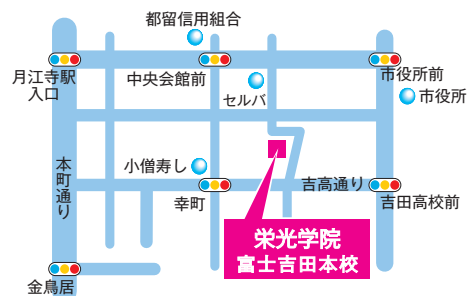 都留信用組合
月江寺駅
入口
中央会館前
市役所前
セルバ
市役所
小僧寿し
本町通り
幸町
吉高通り
吉田高校前
栄光学院
富士吉田本校
金鳥居